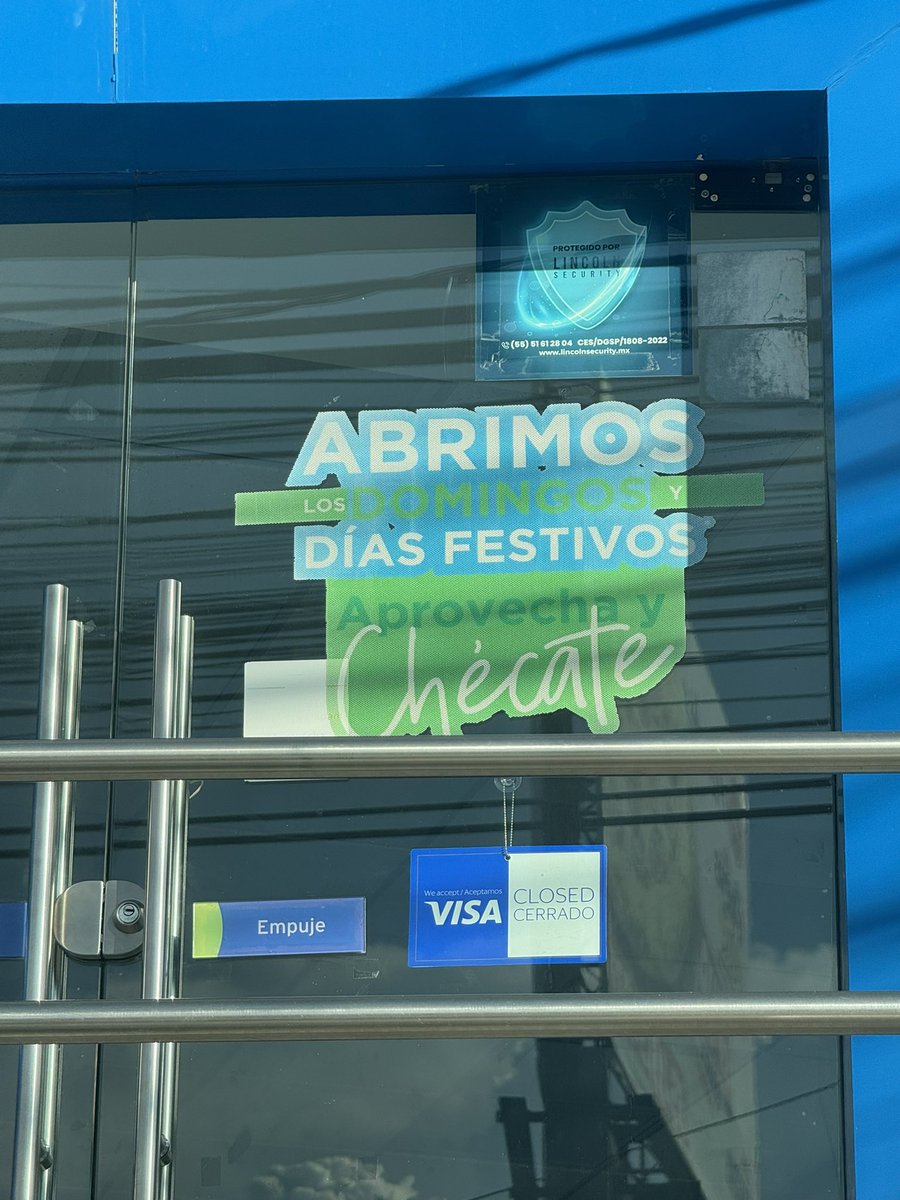 PROTEGIDO POR
LINCOLN
SECURITY
(55) 51 61 28 04 CES/DGSP/1808-2022
www.lincolnsecurity.mx
ABRIMOS
LOS DOMINGOS Y
DÍAS FESTIVOS
Aprovecha y
Chécate
We accept / Aceptamos
VISA
CLOSED
CERRADO
Empuje